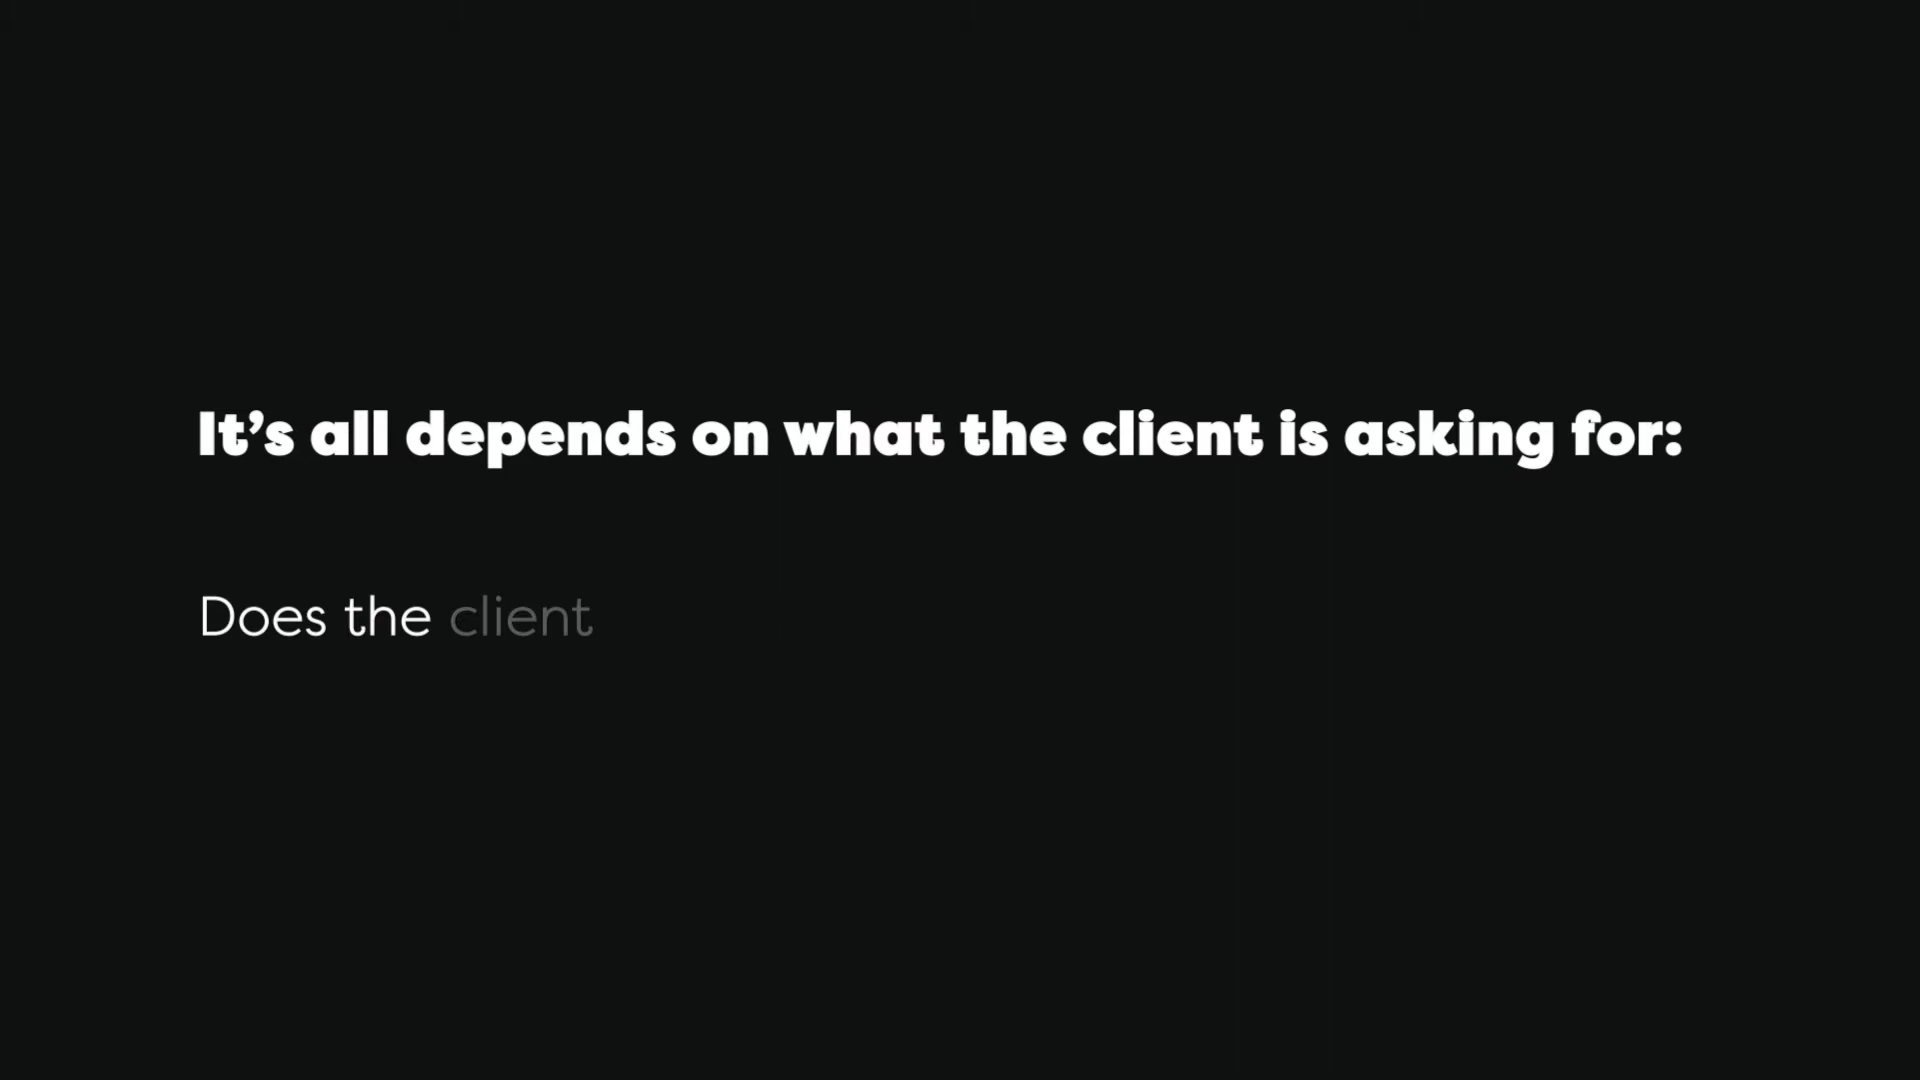 It’s all depends on what the client is asking for:
Does the client